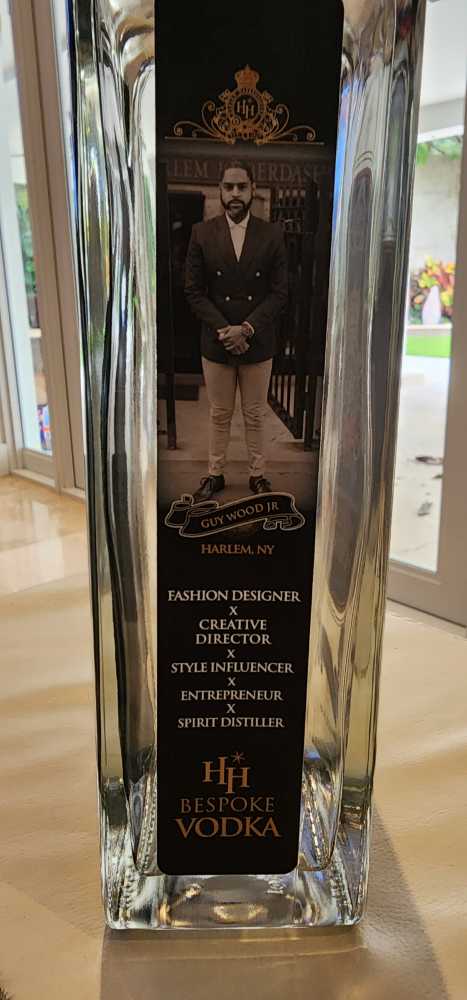 HH
GUY WOOD JR
HARLEM, NY
FASHION DESIGNER
X
CREATIVE
DIRECTOR
X
STYLE INFLUENCER
X
ENTREPRENEUR
X
SPIRIT DISTILLER
HH
BESPOKE
VODKA